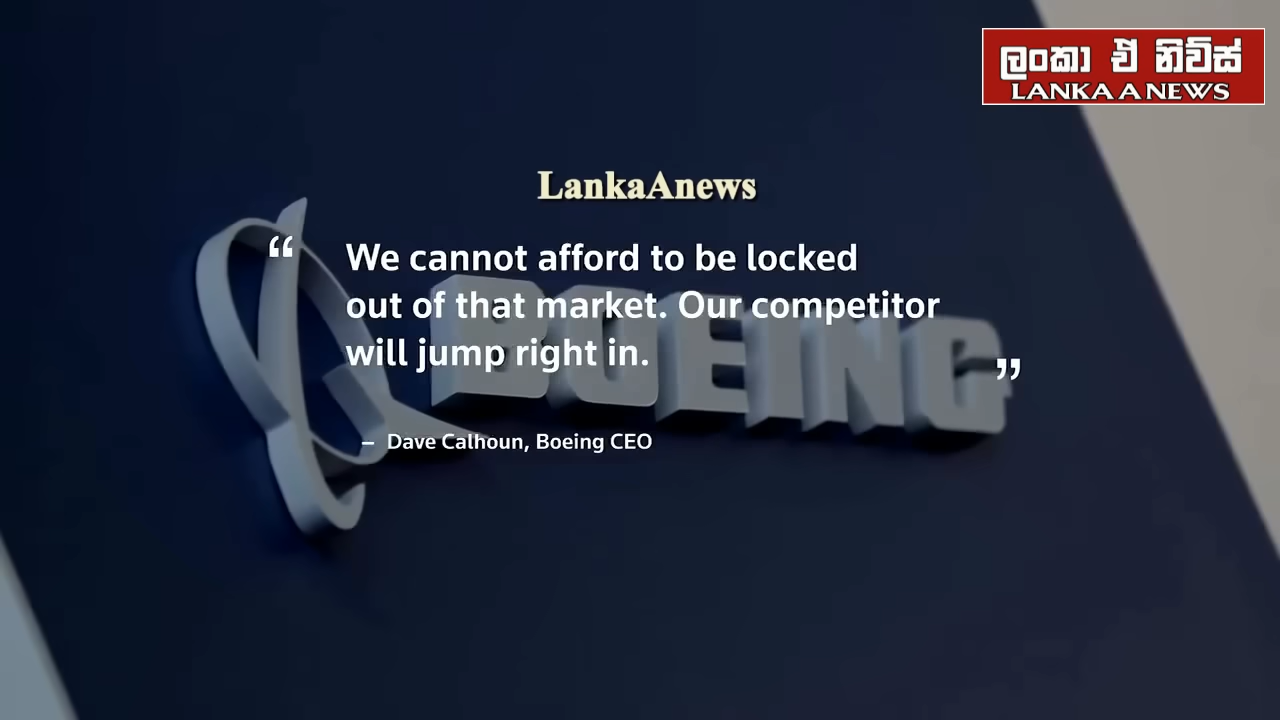 ලංකා ඒ නිව්ස්
LANKA A NEWS
LankaAnews
“ We cannot afford to be locked
out of that market. Our competitor
will jump right in. ”
– Dave Calhoun, Boeing CEO
BOEING